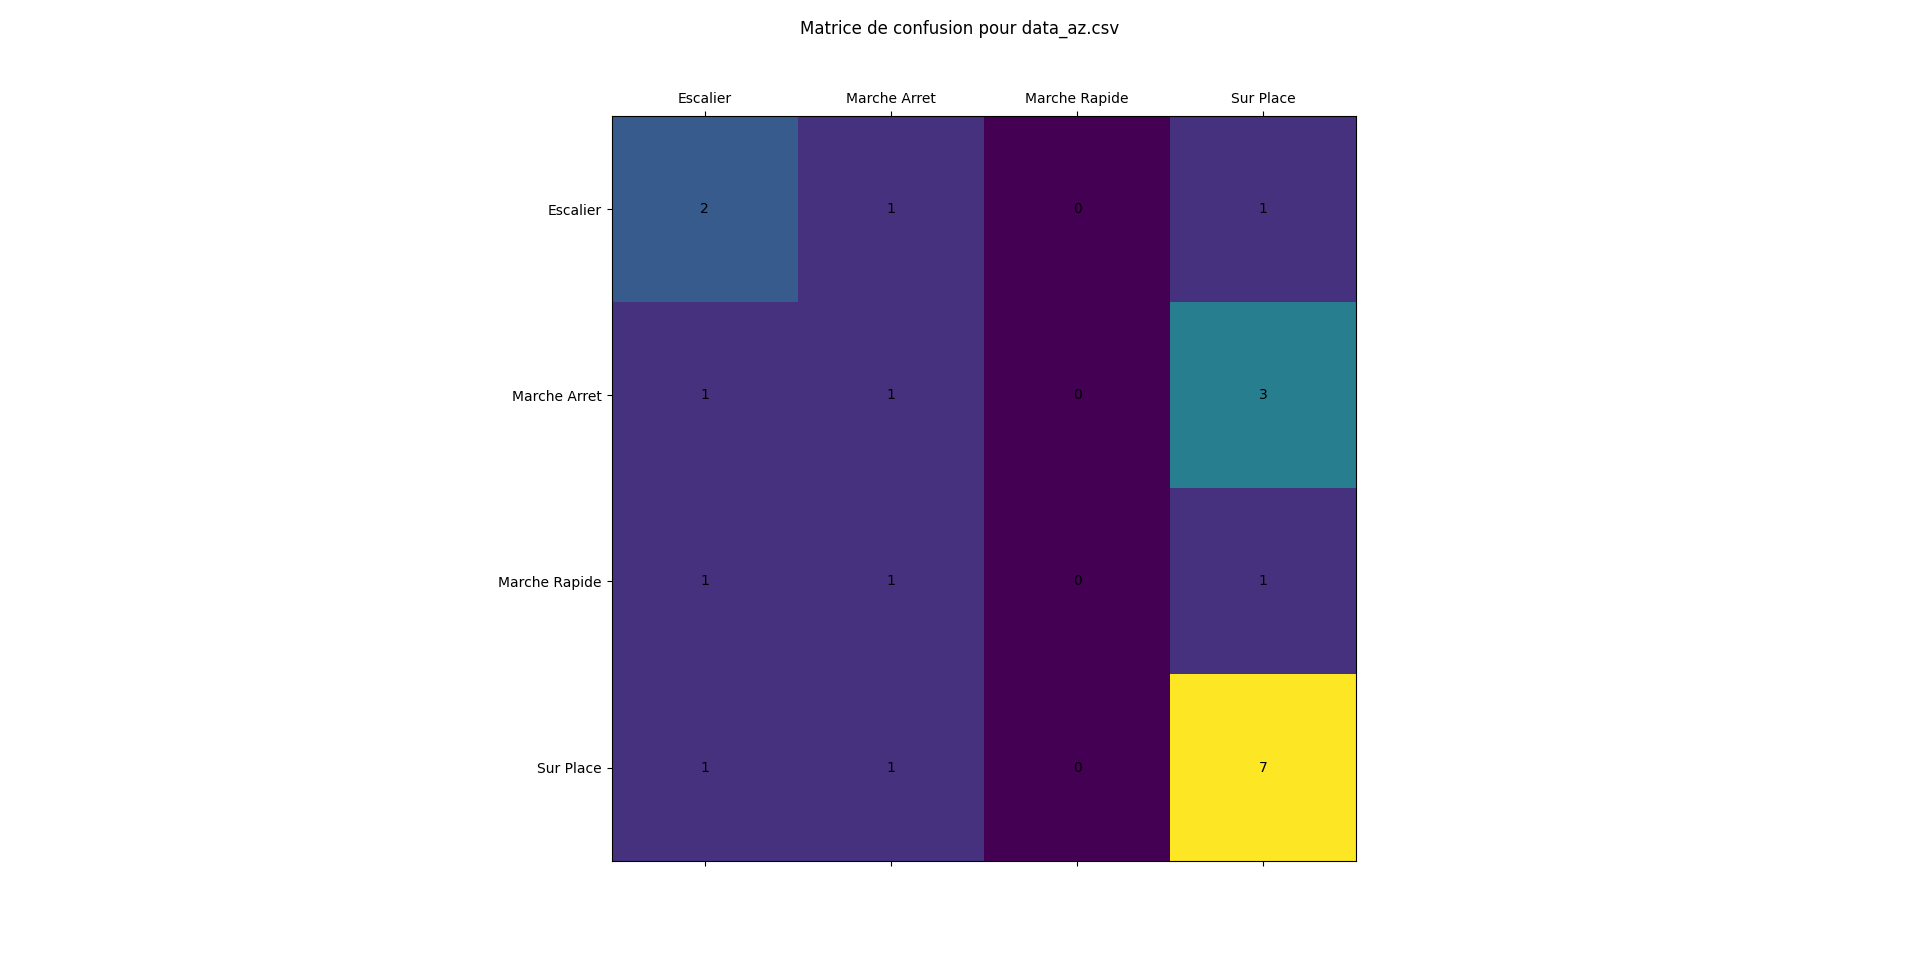 Matrice de confusion pour data_az.csv
Escalier Marche Arret Marche Rapide Sur Place
Escalier 2 1 0 1
Marche Arret 1 1 0 3
Marche Rapide 1 1 0 1
Sur Place 1 1 0 7